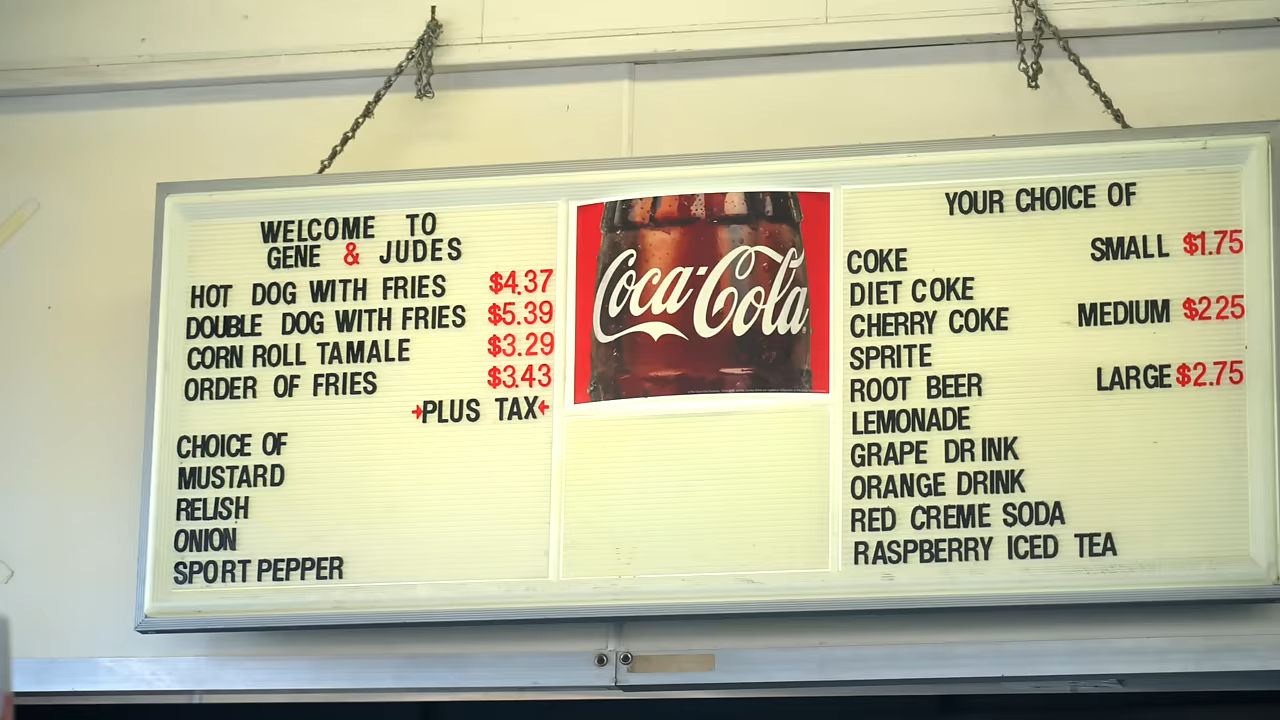 WELCOME TO
GENE & JUDES
HOT DOG WITH FRIES $4.37
DOUBLE DOG WITH FRIES $5.39
CORN ROLL TAMALE $3.29
ORDER OF FRIES $3.43
PLUS TAX
CHOICE OF
MUSTARD
RELISH
ONION
SPORT PEPPER
Coca-Cola
YOUR CHOICE OF
COKE SMALL $1.75
DIET COKE
CHERRY COKE MEDIUM $225
SPRITE
ROOT BEER LARGE $2.75
LEMONADE
GRAPE DRINK
ORANGE DRINK
RED CREME SODA
RASPBERRY ICED TEA